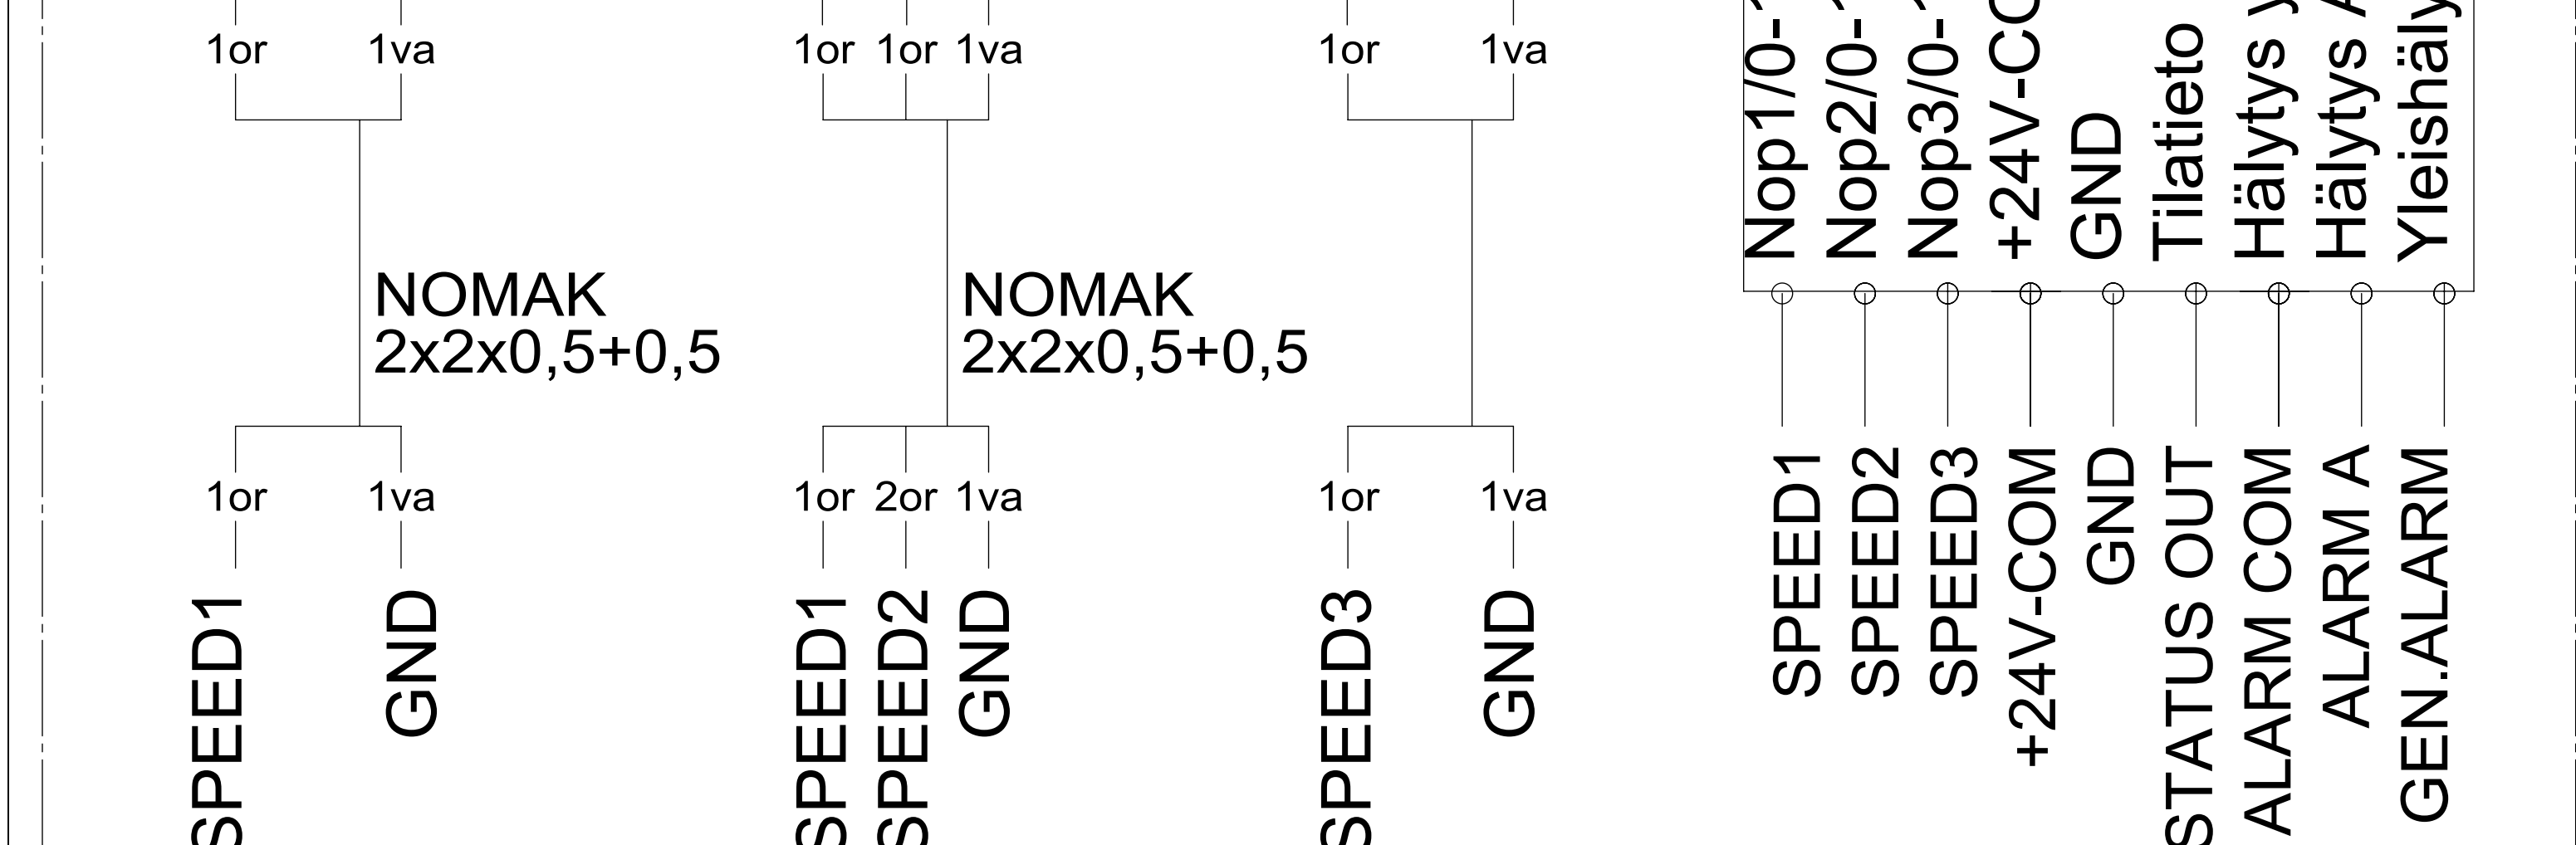 1or 1va
1or 1or 1va
1or 1va
Nop1/0-
Nop2/0-
Nop3/0-
+24V-CO
GND
Tilatieto
Hälytys
Hälytys A
Yleishäly
NOMAK
2x2x0,5+0,5
NOMAK
2x2x0,5+0,5
1or 1va
1or 2or 1va
1or 1va
SPEED1
GND
SPEED1
SPEED2
GND
SPEED3
GND
SPEED1
SPEED2
SPEED3
+24V-COM
GND
STATUS OUT
ALARM COM
ALARM A
GEN.ALARM